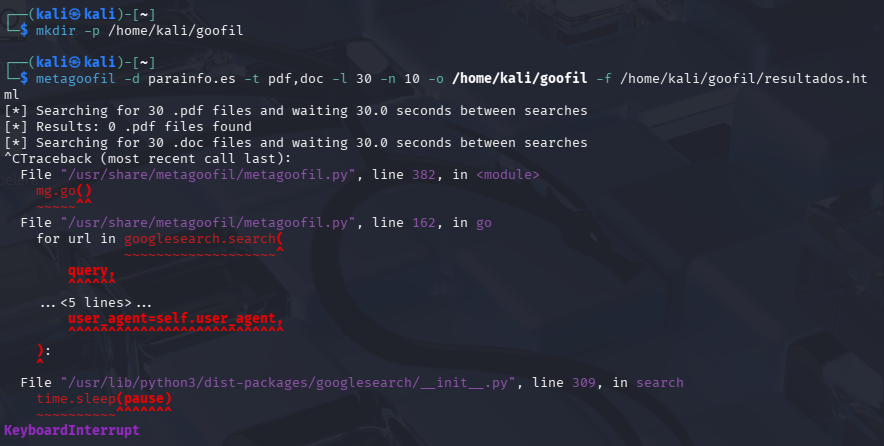 ┌──(kali㉿kali)-[~]
└─$ mkdir -p /home/kali/goofil
┌──(kali㉿kali)-[~]
└─$ metagoofil -d parainfo.es -t pdf,doc -l 30 -n 10 -o /home/kali/goofil -f /home/kali/goofil/resultados.ht
ml
[*] Searching for 30 .pdf files and waiting 30.0 seconds between searches
[*] Results: 0 .pdf files found
[*] Searching for 30 .doc files and waiting 30.0 seconds between searches
^CTraceback (most recent call last):
  File "/usr/share/metagoofil/metagoofil.py", line 382, in <module>
    mg.go()
    ~~~~~^^
  File "/usr/share/metagoofil/metagoofil.py", line 162, in go
    for url in googlesearch.search(
               ~~~~~~~~~~~~~~~~~~~^
        query,
        ^^^^^^
    ...<5 lines>...
        user_agent=self.user_agent,
        ^^^^^^^^^^^^^^^^^^^^^^^^^^^
    ):
    ^
  File "/usr/lib/python3/dist-packages/googlesearch/__init__.py", line 309, in search
    time.sleep(pause)
    ~~~~~~~~~~^^^^^^^
KeyboardInterrupt